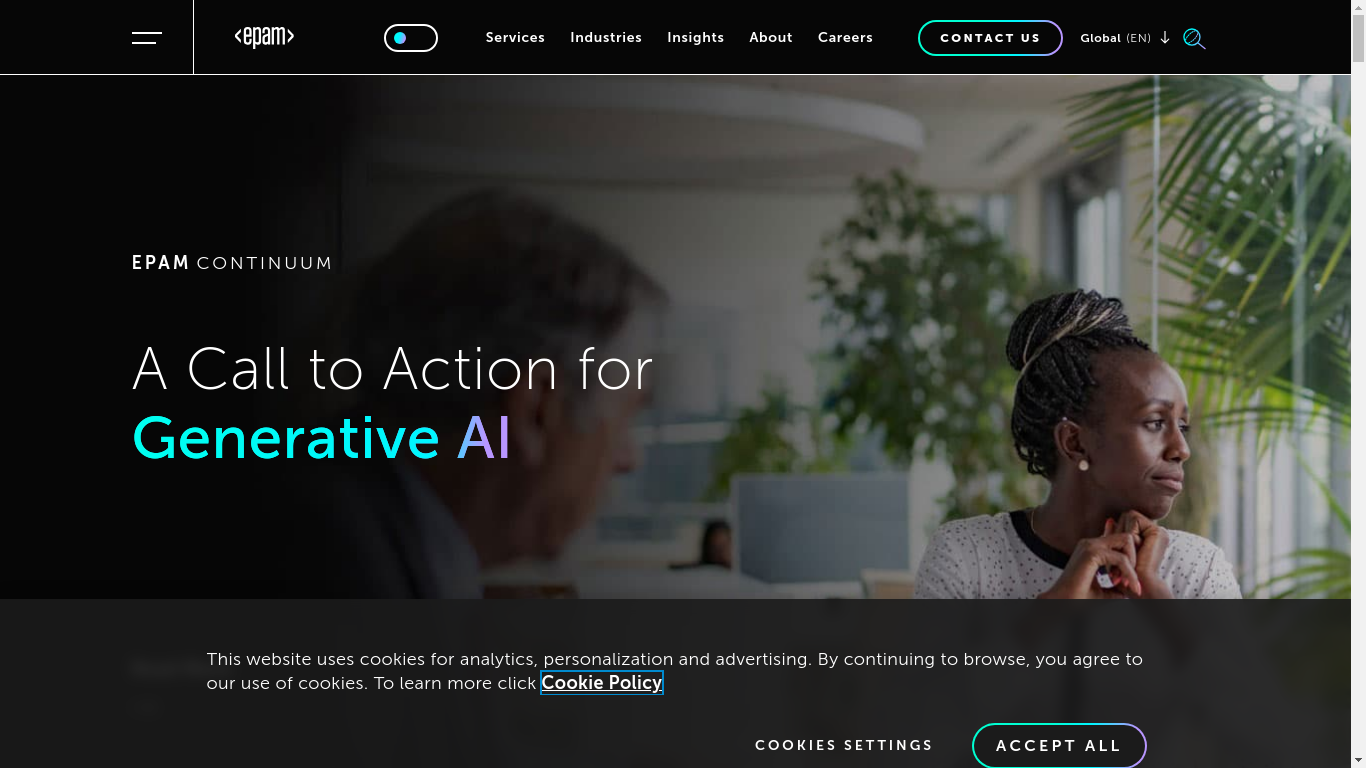 <epam>
Services
Industries
Insights
About
Careers
CONTACT US
Global (EN)
EPAM CONTINUUM
A Call to Action for
Generative AI
This website uses cookies for analytics, personalization and advertising. By continuing to browse, you agree to
our use of cookies. To learn more click Cookie Policy
COOKIES SETTINGS
ACCEPT ALL